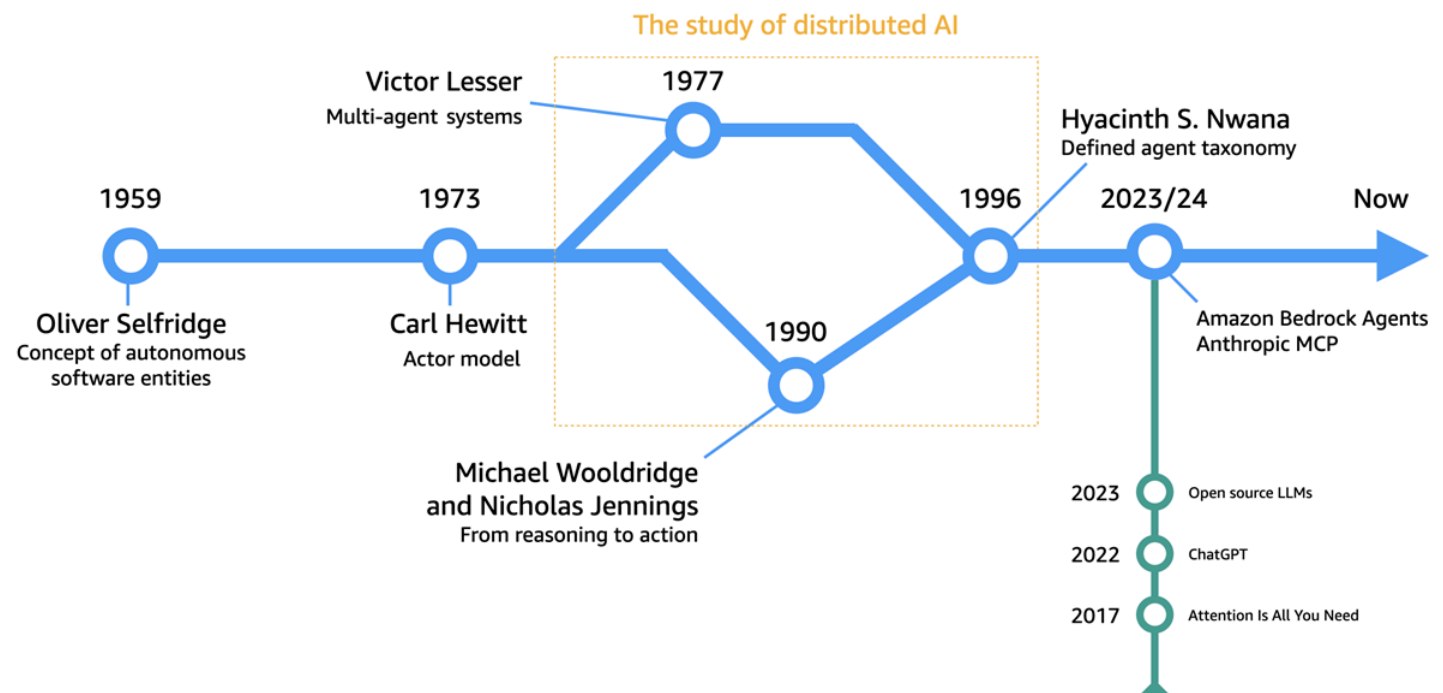 The study of distributed AI
Victor Lesser
Multi-agent systems
1977
Hyacinth S. Nwana
Defined agent taxonomy
1959
1973
1996
2023/24
Now
Oliver Selfridge
Concept of autonomous
software entities
Carl Hewitt
Actor model
1990
Amazon Bedrock Agents
Anthropic MCP
Michael Wooldridge
and Nicholas Jennings
From reasoning to action
2023 Open source LLMs
2022 ChatGPT
2017 Attention Is All You Need